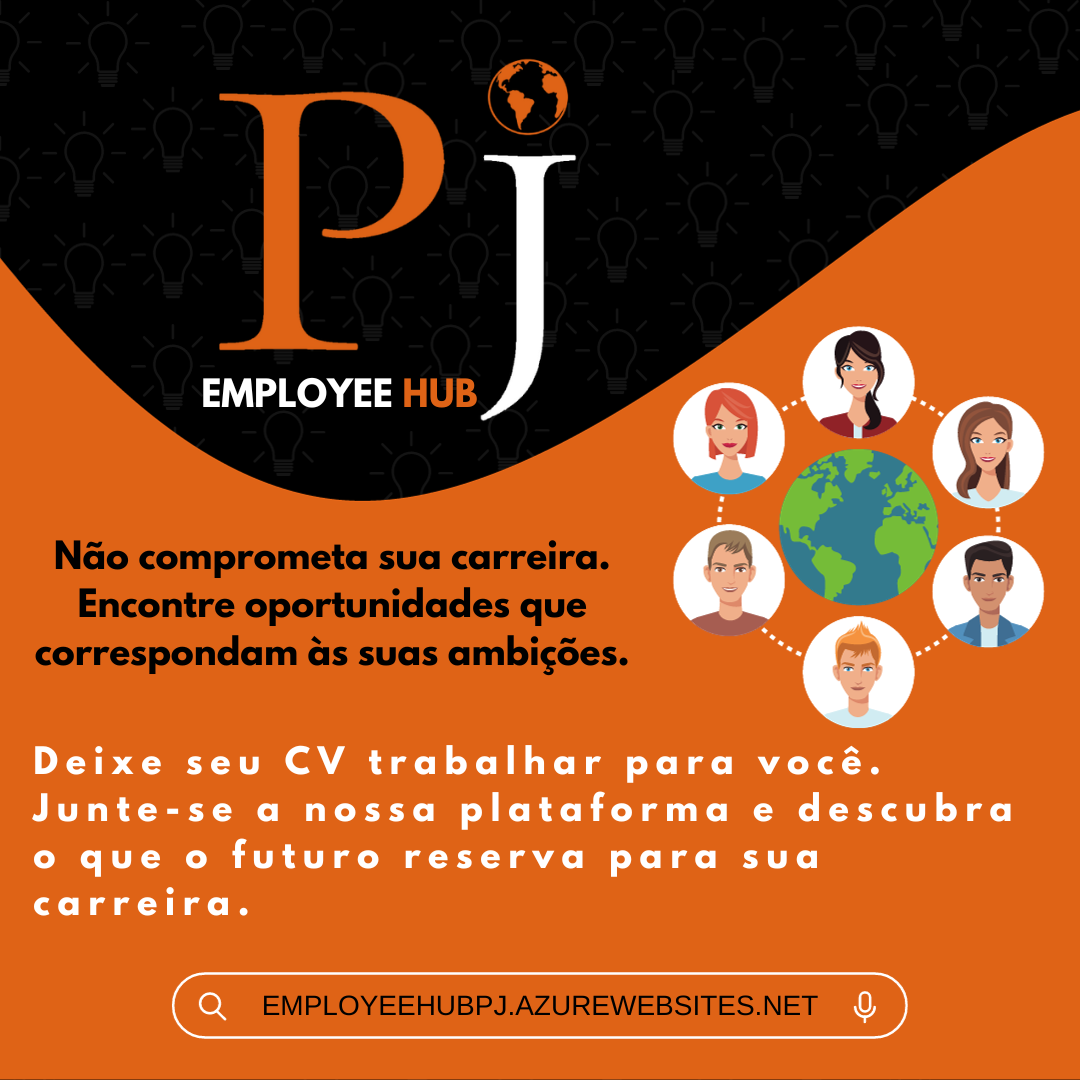 PJ
EMPLOYEE HUB
Não comprometa sua carreira.
Encontre oportunidades que
correspondam às suas ambições.
Deixe seu CV trabalhar para você.
Junte-se a nossa plataforma e descubra
o que o futuro reserva para sua
carreira.
EMPLOYEEHUBPJ.AZUREWEBSITES.NET